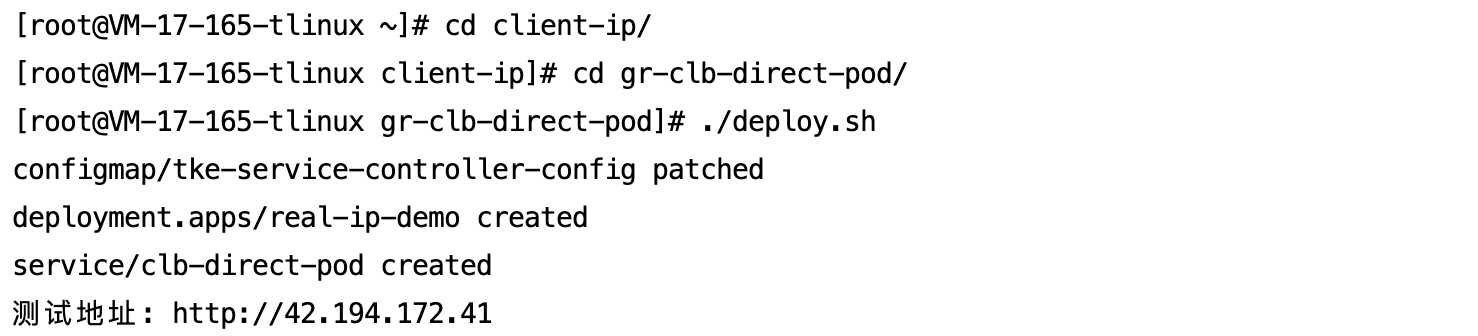 [root@VM-17-165-tlinux ~]# cd client-ip/
[root@VM-17-165-tlinux client-ip]# cd gr-clb-direct-pod/
[root@VM-17-165-tlinux gr-clb-direct-pod]# ./deploy.sh
configmap/tke-service-controller-config patched
deployment.apps/real-ip-demo created
service/clb-direct-pod created
测试地址: http://42.194.172.41